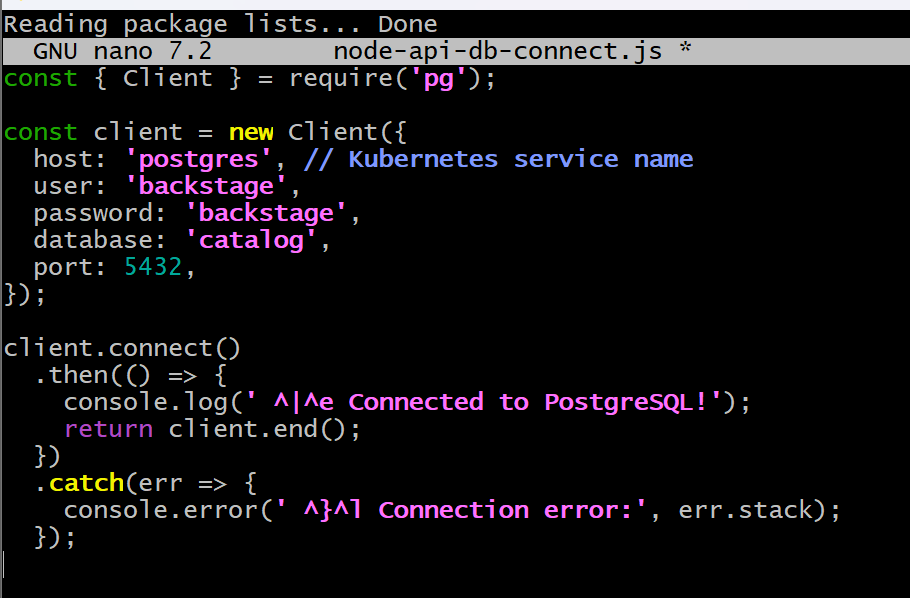 Reading package lists... Done
GNU nano 7.2 node-api-db-connect.js *
const { Client } = require('pg');
const client = new Client({
  host: 'postgres', // Kubernetes service name
  user: 'backstage',
  password: 'backstage',
  database: 'catalog',
  port: 5432,
});
client.connect()
  .then(() => {
    console.log(' ^|^e Connected to PostgreSQL!');
    return client.end();
  })
  .catch(err => {
    console.error(' ^}^l Connection error:', err.stack);
  });